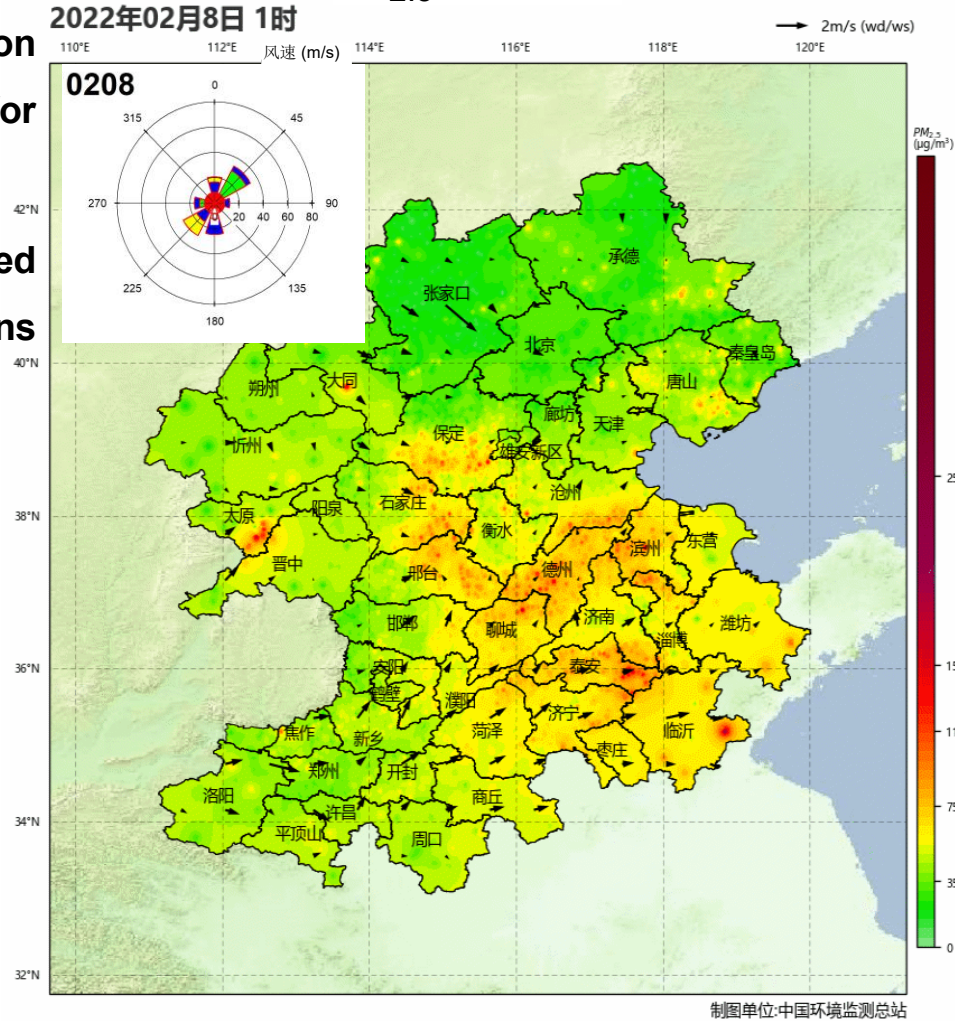 2022年02月8日 1时
2m/s (wd/ws)
on
or
ed
ns
110°E
112°E
114°E
116°E
118°E
120°E
风速 (m/s)
0208
0
45
90
135
180
225
270
315
20 40 60 80
PM2.5
(μg/m³)
42°N
40°N
38°N
36°N
34°N
32°N
承德
张家口
北京
秦皇岛
唐山
大同
朔州
廊坊
天津
保定
忻州
雄安新区
沧州
石家庄
阳泉
太原
衡水
东营
滨州
晋中
邢台
德州
邯郸
聊城
济南
潍坊
淄博
安阳
泰安
鹤壁
濮阳
济宁
菏泽
临沂
焦作
新乡
枣庄
郑州
开封
洛阳
商丘
许昌
平顶山
周口
75
35
0
制图单位:中国环境监测总站